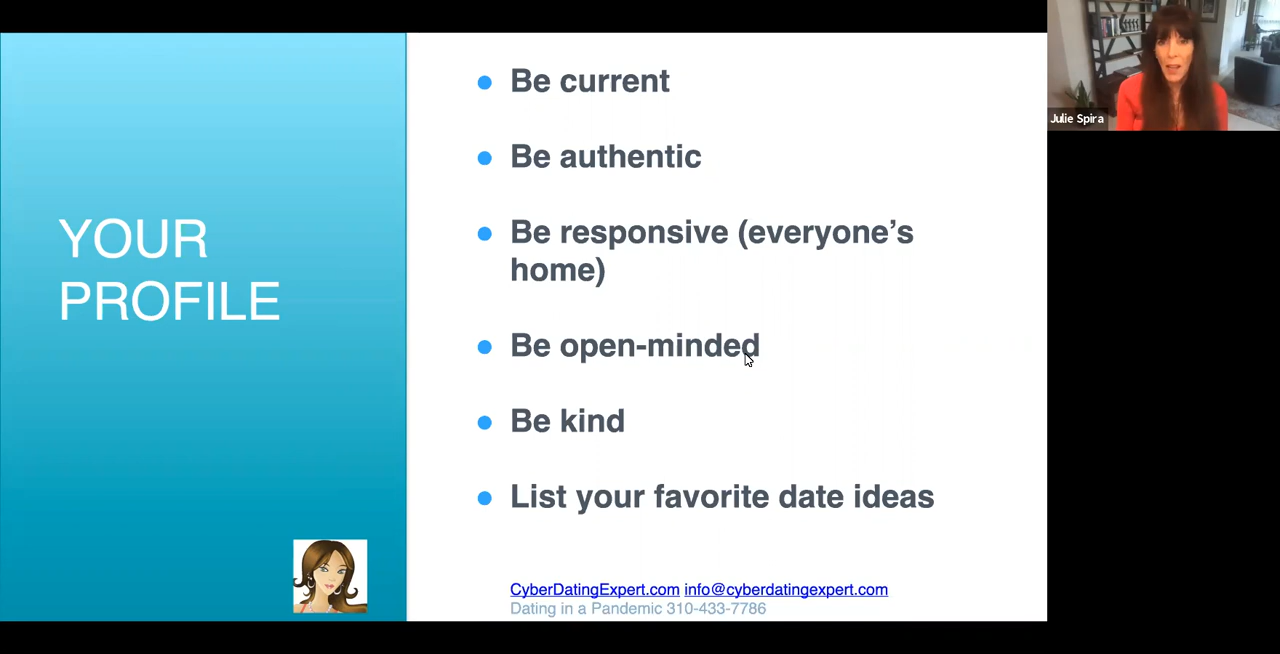 YOUR
PROFILE
Be current
Be authentic
Be responsive (everyone’s
home)
Be open-minded
Be kind
List your favorite date ideas
CyberDatingExpert.com info@cyberdatingexpert.com
Dating in a Pandemic 310-433-7786
Julie Spira